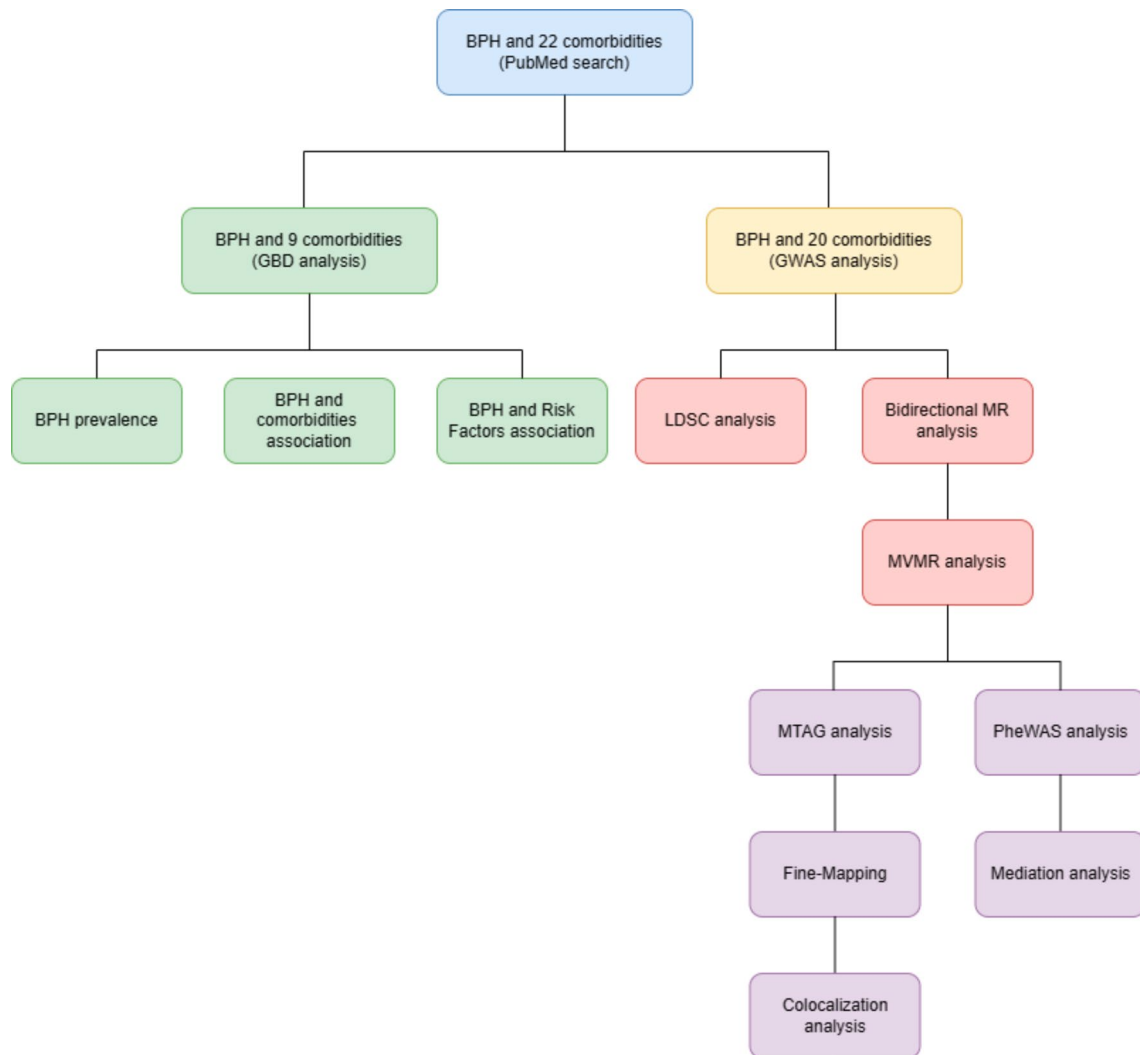 BPH and 22 comorbidities
(PubMed search)
BPH and 9 comorbidities
(GBD analysis)
BPH and 20 comorbidities
(GWAS analysis)
BPH prevalence
BPH and
comorbidities
association
BPH and Risk
Factors association
LDSC analysis
Bidirectional MR
analysis
MVMR analysis
MTAG analysis
PheWAS analysis
Fine-Mapping
Mediation analysis
Colocalization
analysis